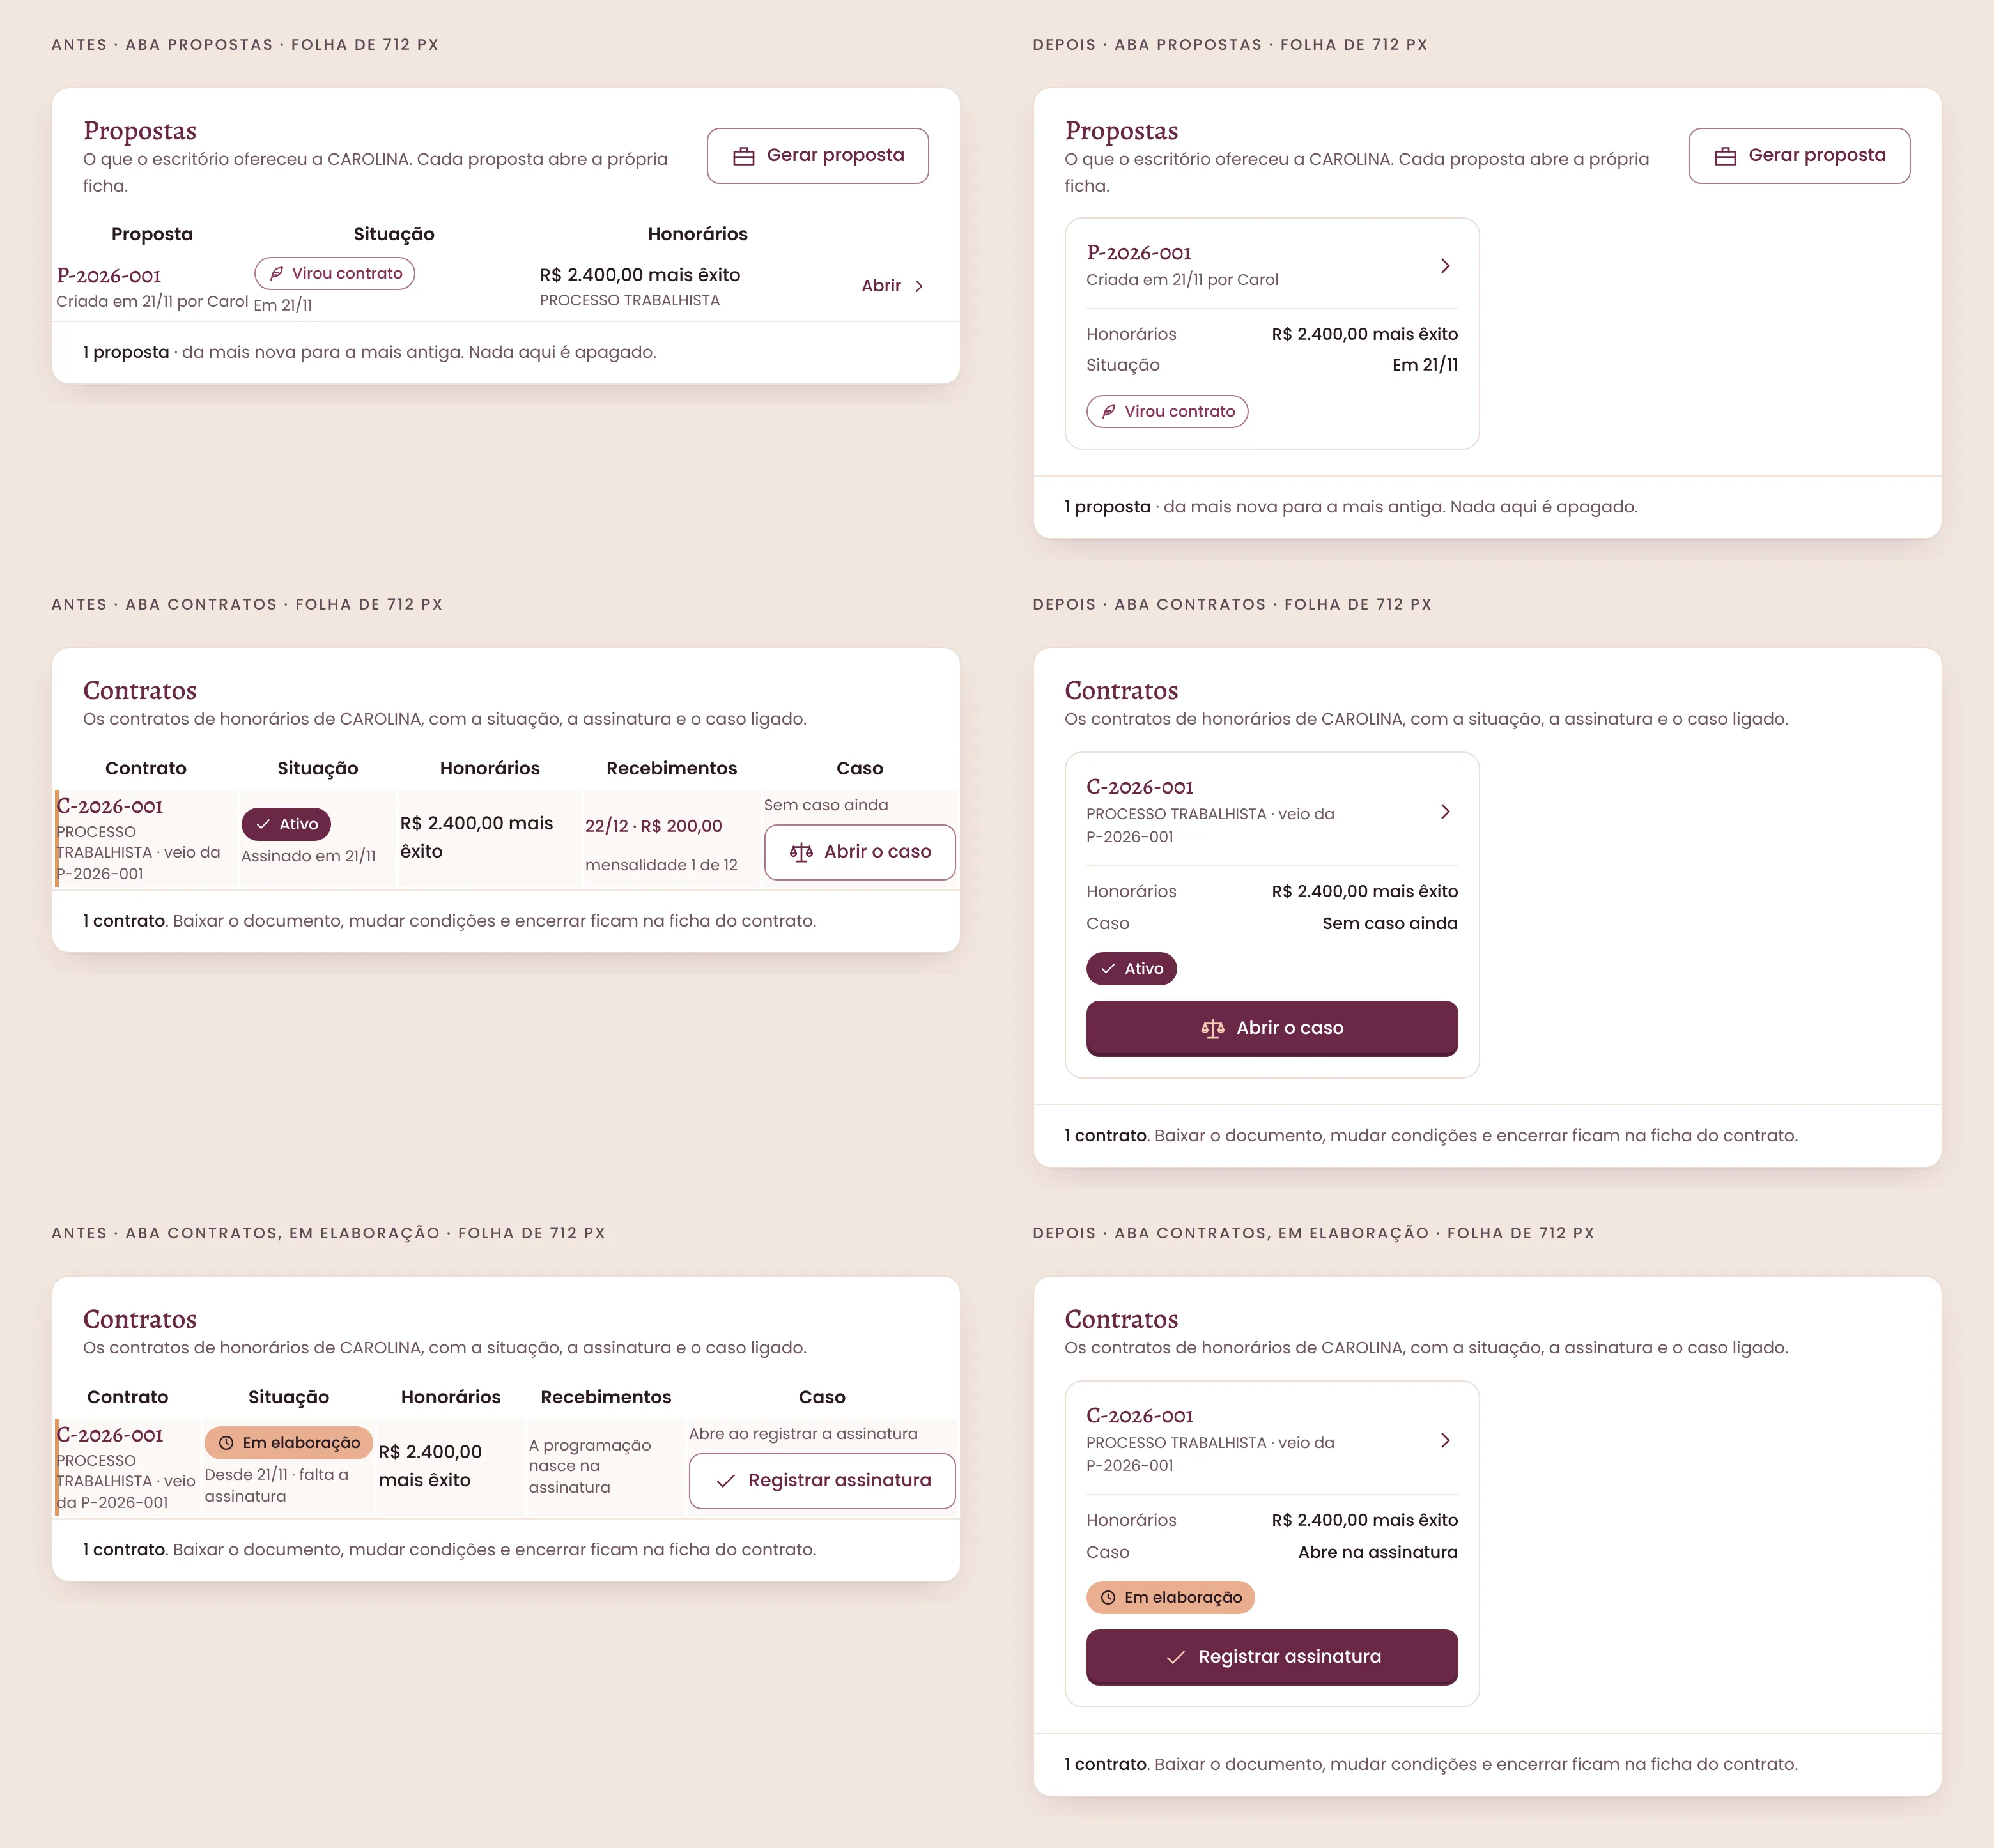 ANTES · ABA PROPOSTAS · FOLHA DE 712 PX
Propostas
O que o escritório ofereceu a CAROLINA. Cada proposta abre a própria
ficha.
Gerar proposta
Proposta Situação Honorários
P-2026-001 Virou contrato R$ 2.400,00 mais êxito Abrir
Criada em 21/11 por Carol Em 21/11 PROCESSO TRABALHISTA
1 proposta · da mais nova para a mais antiga. Nada aqui é apagado.
DEPOIS · ABA PROPOSTAS · FOLHA DE 712 PX
Propostas
O que o escritório ofereceu a CAROLINA. Cada proposta abre a própria
ficha.
Gerar proposta
P-2026-001
Criada em 21/11 por Carol
Honorários R$ 2.400,00 mais êxito
Situação Em 21/11
Virou contrato
1 proposta · da mais nova para a mais antiga. Nada aqui é apagado.
ANTES · ABA CONTRATOS · FOLHA DE 712 PX
Contratos
Os contratos de honorários de CAROLINA, com a situação, a assinatura e o caso ligado.
Contrato Situação Honorários Recebimentos Caso
C-2026-001
PROCESSO
TRABALHISTA · veio da
P-2026-001
Ativo
Assinado em 21/11
R$ 2.400,00 mais
êxito
22/12 · R$ 200,00
mensalidade 1 de 12
Sem caso ainda
Abrir o caso
1 contrato. Baixar o documento, mudar condições e encerrar ficam na ficha do contrato.
DEPOIS · ABA CONTRATOS · FOLHA DE 712 PX
Contratos
Os contratos de honorários de CAROLINA, com a situação, a assinatura e o caso ligado.
C-2026-001
PROCESSO TRABALHISTA · veio da
P-2026-001
Honorários R$ 2.400,00 mais êxito
Caso Sem caso ainda
Ativo
Abrir o caso
1 contrato. Baixar o documento, mudar condições e encerrar ficam na ficha do contrato.
ANTES · ABA CONTRATOS, EM ELABORAÇÃO · FOLHA DE 712 PX
Contratos
Os contratos de honorários de CAROLINA, com a situação, a assinatura e o caso ligado.
Contrato Situação Honorários Recebimentos Caso
C-2026-001
PROCESSO
TRABALHISTA · veio
da P-2026-001
Em elaboração
Desde 21/11 · falta a
assinatura
R$ 2.400,00
mais êxito
A programação
nasce na
assinatura
Abre ao registrar a assinatura
Registrar assinatura
1 contrato. Baixar o documento, mudar condições e encerrar ficam na ficha do contrato.
DEPOIS · ABA CONTRATOS, EM ELABORAÇÃO · FOLHA DE 712 PX
Contratos
Os contratos de honorários de CAROLINA, com a situação, a assinatura e o caso ligado.
C-2026-001
PROCESSO TRABALHISTA · veio da
P-2026-001
Honorários R$ 2.400,00 mais êxito
Caso Abre na assinatura
Em elaboração
Registrar assinatura
1 contrato. Baixar o documento, mudar condições e encerrar ficam na ficha do contrato.